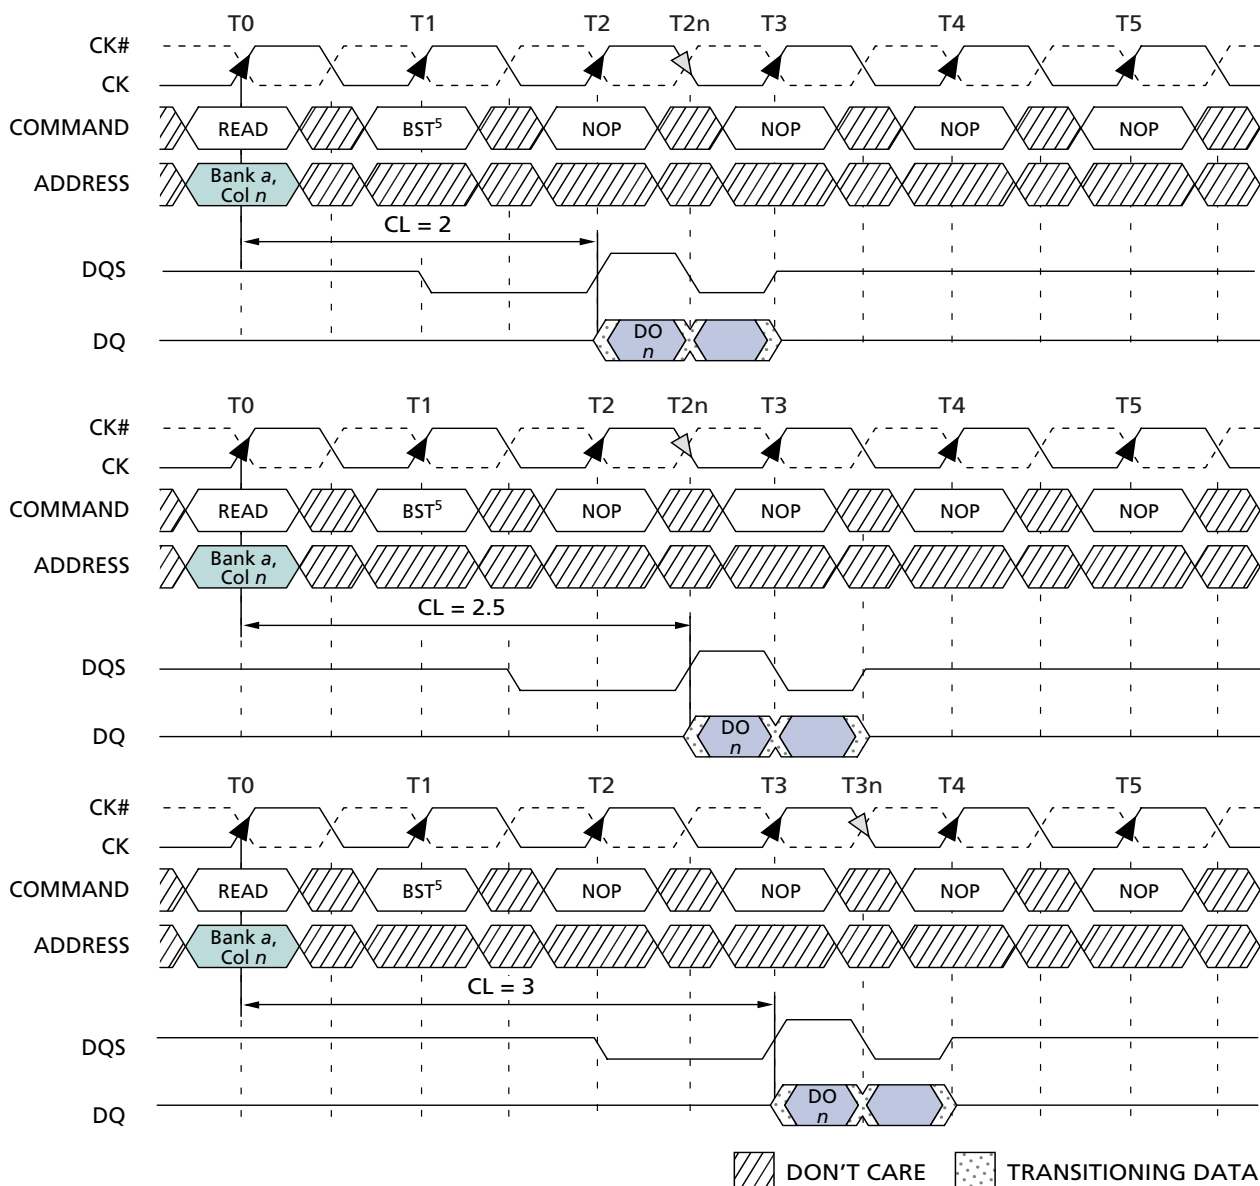 T0 T1 T2 T2n T3 T4 T5
CK#
CK
COMMAND READ BST5 NOP NOP NOP NOP
ADDRESS Bank a,
Col n
CL = 2
DQS
DQ DO
n
T0 T1 T2 T2n T3 T4 T5
CK#
CK
COMMAND READ BST5 NOP NOP NOP NOP
ADDRESS Bank a,
Col n
CL = 2.5
DQS
DQ DO
n
T0 T1 T2 T3 T3n T4 T5
CK#
CK
COMMAND READ BST5 NOP NOP NOP NOP
ADDRESS Bank a,
Col n
CL = 3
DQS
DQ DO
n
DON'T CARE TRANSITIONING DATA